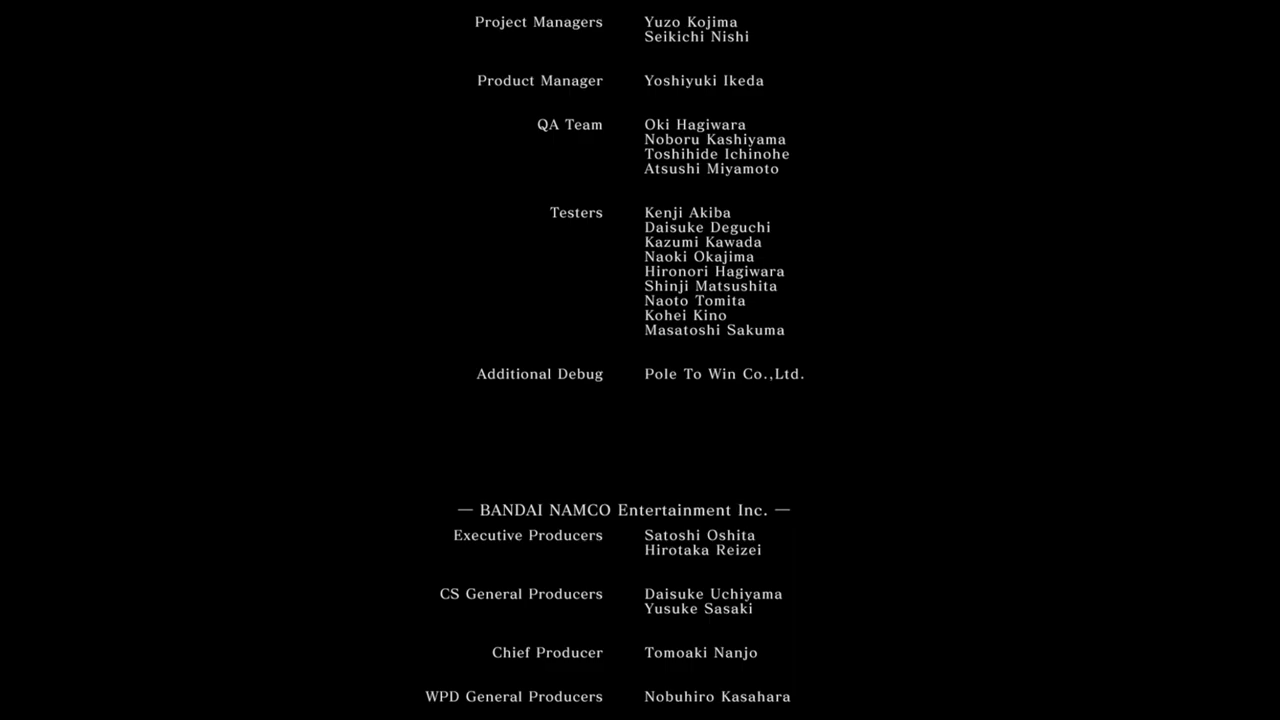 Project Managers Yuzo Kojima
Seikichi Nishi
Product Manager Yoshiyuki Ikeda
QA Team Oki Hagiwara
Noboru Kashiyama
Toshihide Ichinohe
Atsushi Miyamoto
Testers Kenji Akiba
Daisuke Deguchi
Kazumi Kawada
Naoki Okajima
Hironori Hagiwara
Shinji Matsushita
Naoto Tomita
Kohei Kino
Masatoshi Sakuma
Additional Debug Pole To Win Co.,Ltd.
— BANDAI NAMCO Entertainment Inc. —
Executive Producers Satoshi Oshita
Hirotaka Reizei
CS General Producers Daisuke Uchiyama
Yusuke Sasaki
Chief Producer Tomoaki Nanjo
WPD General Producers Nobuhiro Kasahara